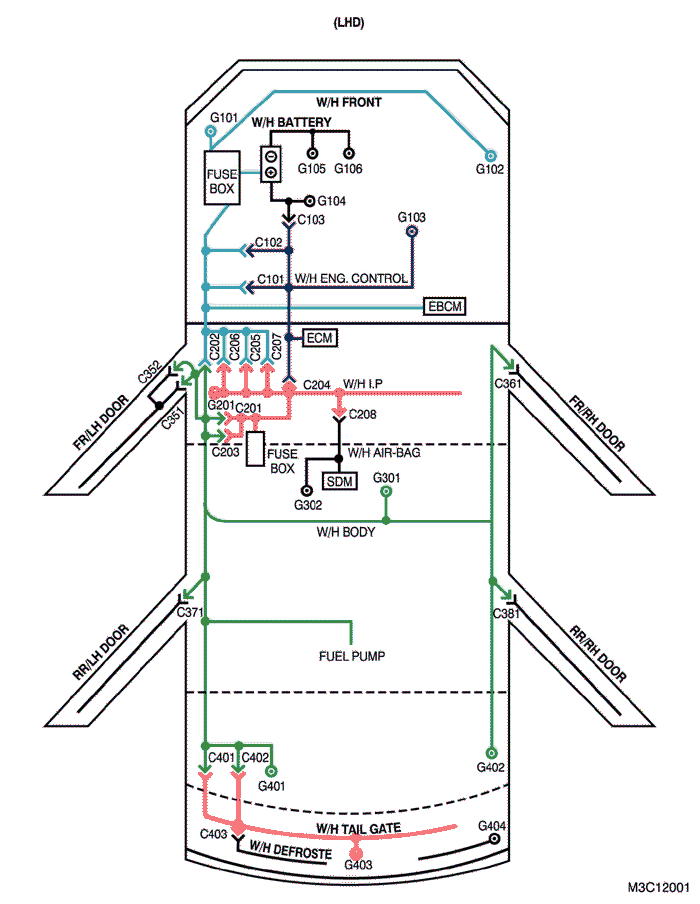 (LHD)
W/H FRONT
G101
W/H BATTERY
G105
G106
G102
FUSE
BOX
G104
C103
G103
C102
C101
W/H ENG. CONTROL
EBCM
C202
C206
C205
C207
ECM
C352
C204
W/H I.P
C361
FR/LH DOOR
C351
G201
C201
C208
FR/RH DOOR
C203
FUSE
BOX
W/H AIR-BAG
SDM
G301
G302
W/H BODY
C371
C381
RR/LH DOOR
RR/RH DOOR
FUEL PUMP
C401
C402
G401
G402
C403
W/H TAIL GATE
G404
W/H DEFROSTE
G403
M3C12001